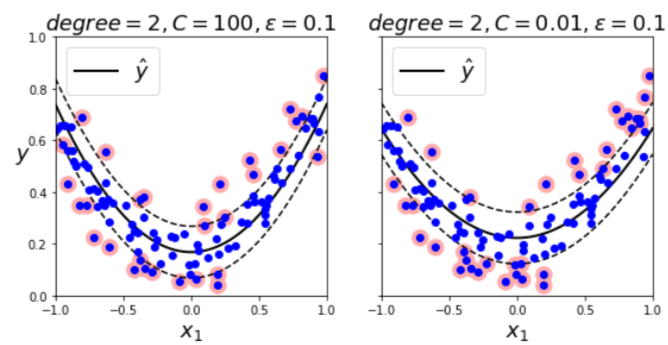 degree = 2, C = 100, ε = 0.1
ŷ
y
1.0
0.8
0.6
0.4
0.2
0.0
−1.0 −0.5 0.0 0.5 1.0
x₁
degree = 2, C = 0.01, ε = 0.1
ŷ
−1.0 −0.5 0.0 0.5 1.0
x₁